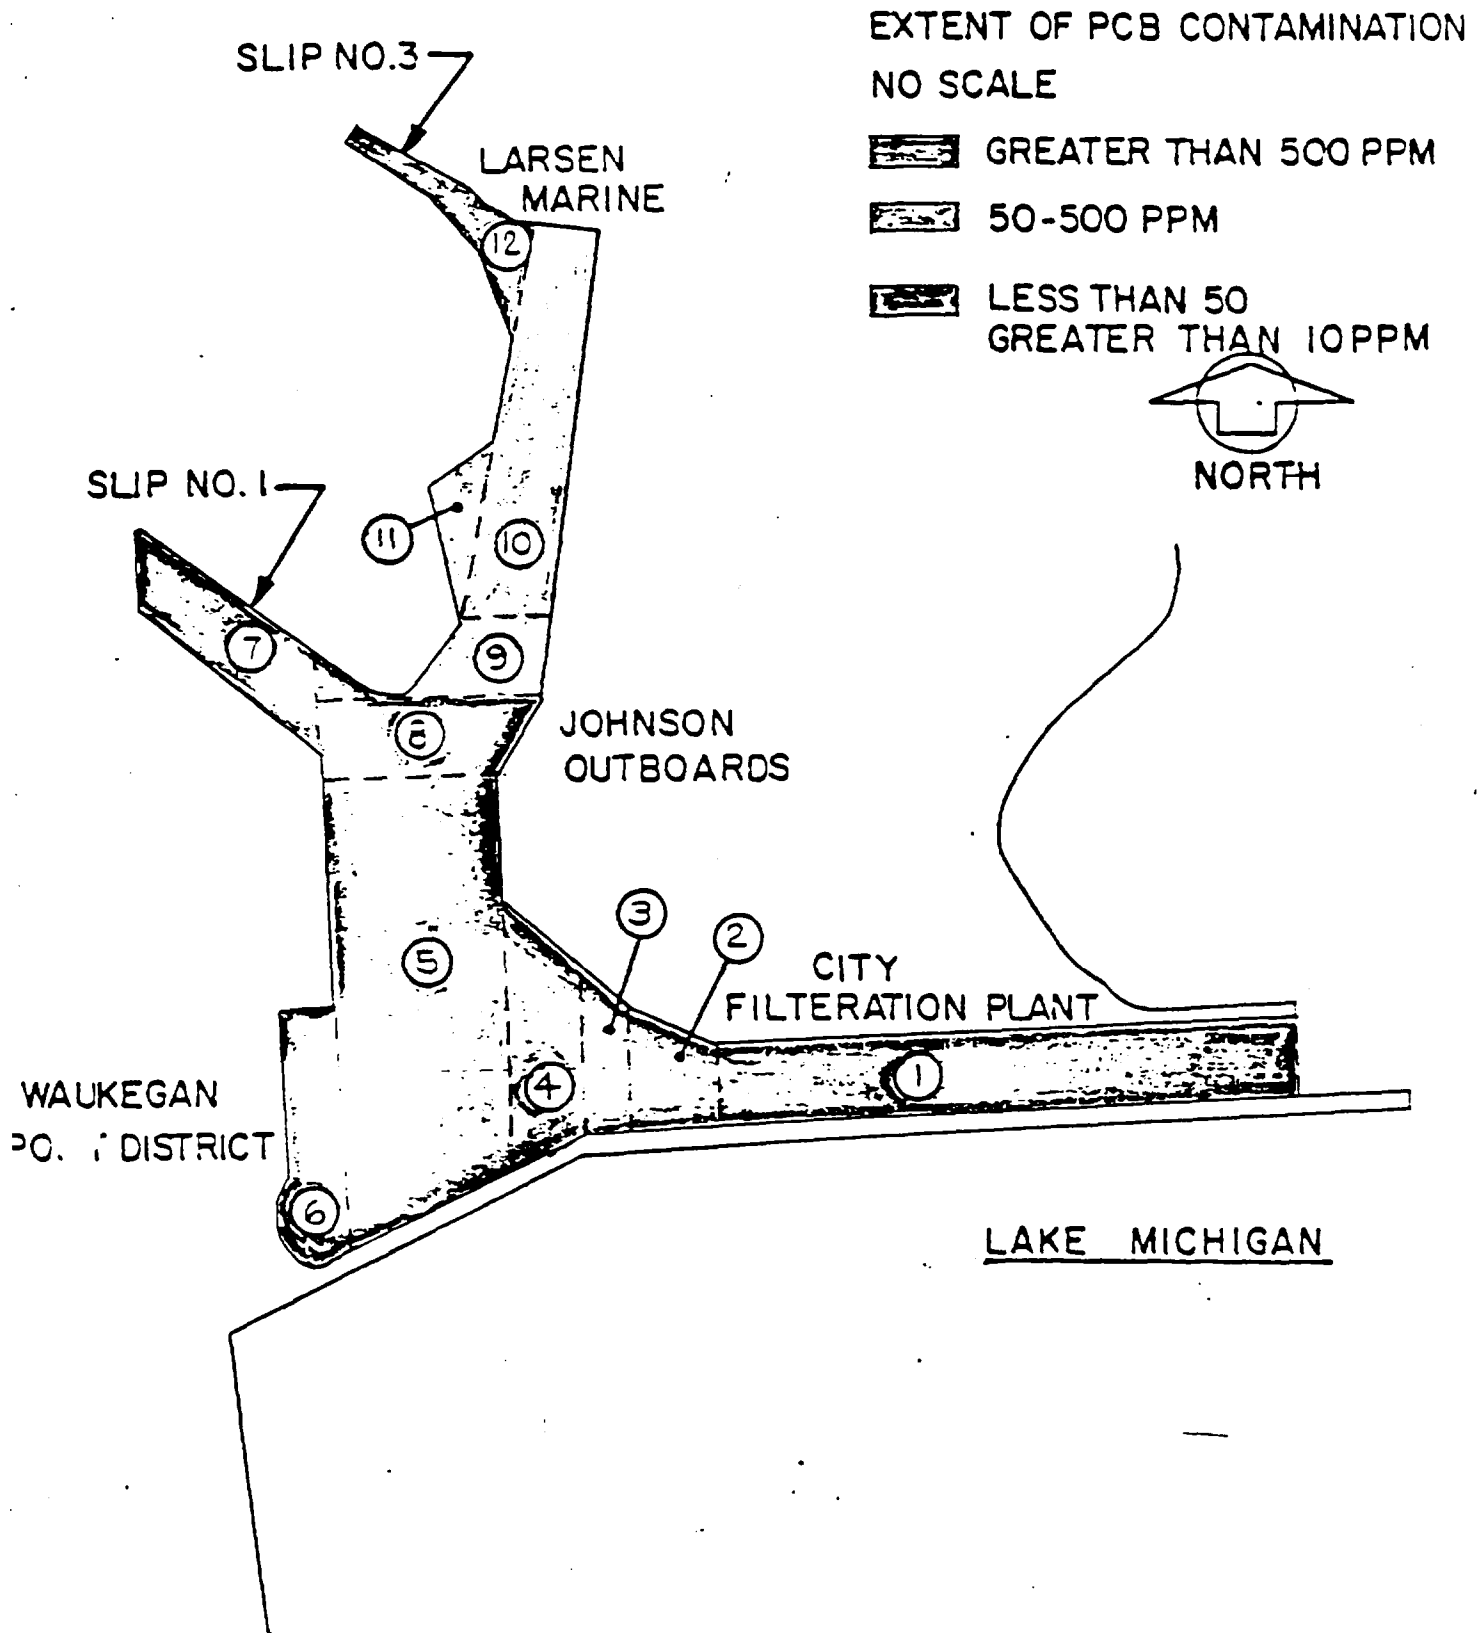 EXTENT OF PCB CONTAMINATION
NO SCALE
GREATER THAN 500 PPM
50-500 PPM
LESS THAN 50
GREATER THAN 10 PPM
NORTH
SLIP NO.3
LARSEN
MARINE
12
SLIP NO. 1
11
10
7
9
8
JOHNSON
OUTBOARDS
3
2
5
CITY
FILTERATION PLANT
4
1
WAUKEGAN
DISTRICT
6
LAKE MICHIGAN